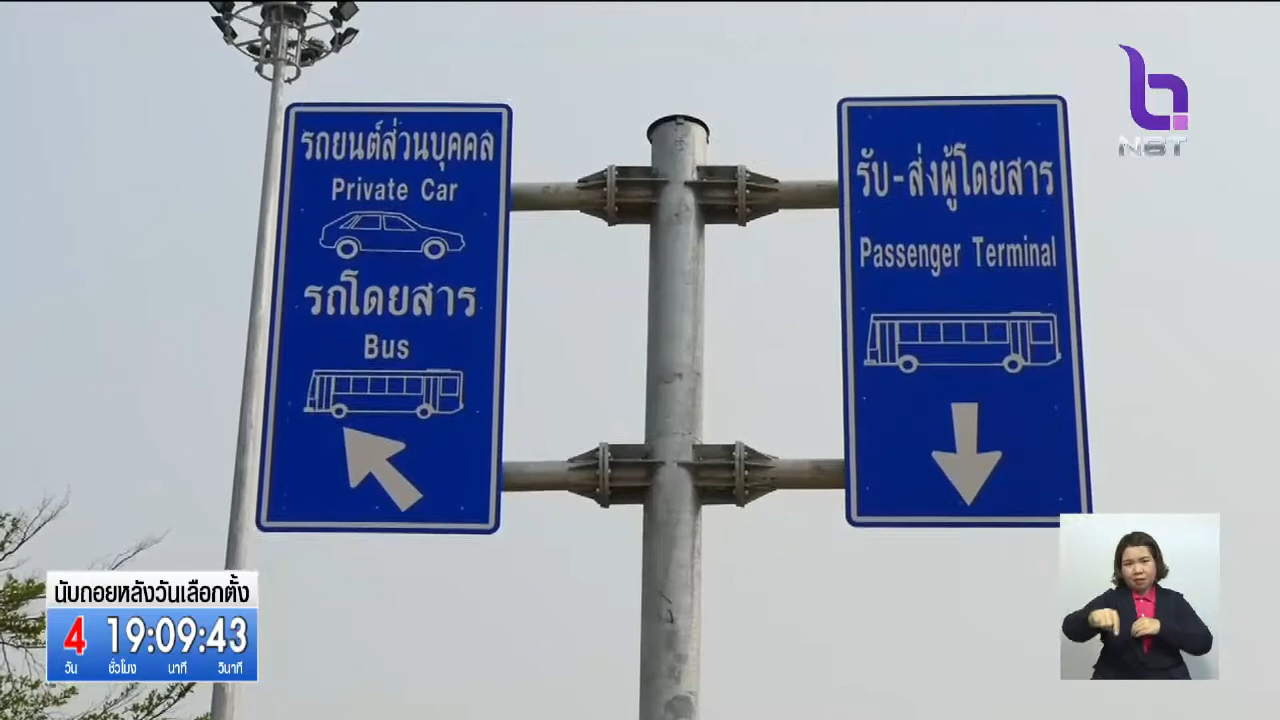 รถยนต์ส่วนบุคคล
Private Car
รถโดยสาร
Bus
รับ-ส่งผู้โดยสาร
Passenger Terminal
NBT
นับถอยหลังวันเลือกตั้ง
4 19:09:43
วัน ชั่วโมง นาที วินาที